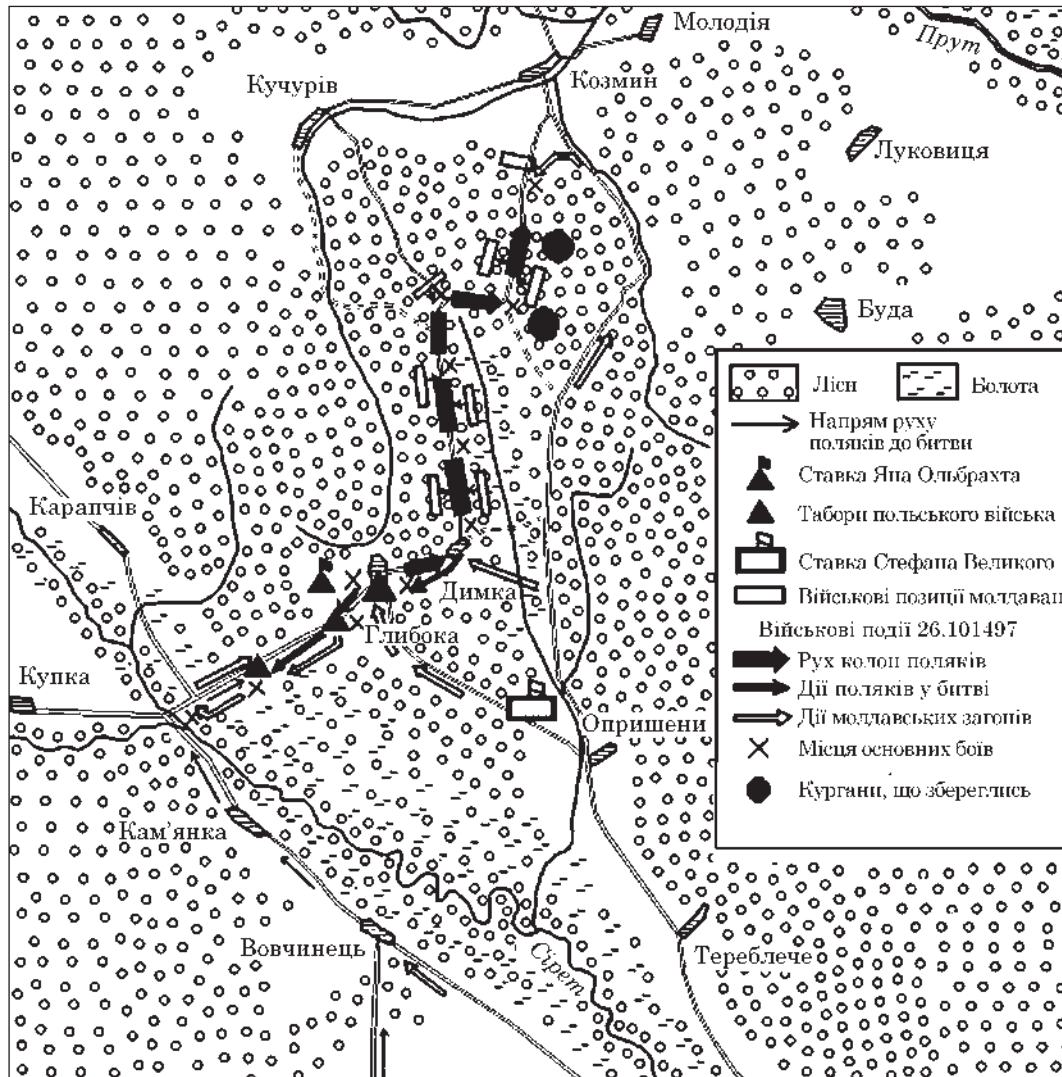 Молодія
Прут
Кучурів
Козмин
Луковиця
Буда
Ліси
Болота
Напрям руху
поляків до битви
Ставка Яна Ольбрахта
Табори польського війська
Ставка Стефана Великого
Військові позиції молдаван
Військові події 26.101497
Рух колон поляків
Дії поляків у битві
Дії молдавських загонів
Місця основних боїв
Кургани, що збереглись
Карапчів
Димка
Глибока
Купка
Опришени
Кам'янка
Вовчинець
Сірет
Тереблече